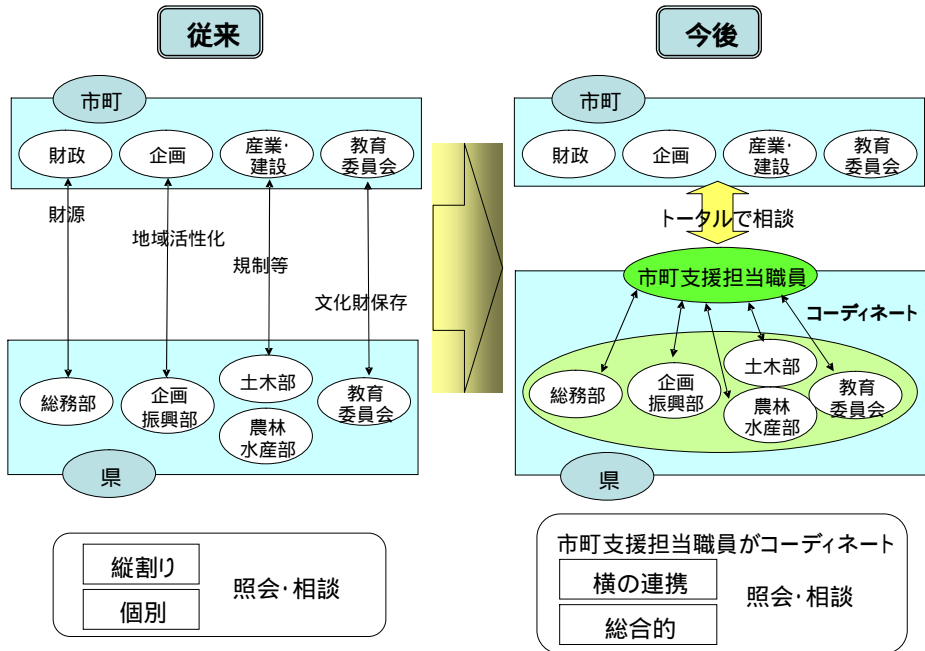 従来
市町
財政
企画
産業・
建設
教育
委員会
財源
地域活性化
規制等
文化財保存
総務部
企画
振興部
土木部
農林
水産部
教育
委員会
県
縦割り
個別
照会・相談
今後
市町
財政
企画
産業・
建設
教育
委員会
トータルで相談
市町支援担当職員
コーディネート
総務部
企画
振興部
土木部
農林
水産部
教育
委員会
県
市町支援担当職員がコーディネート
横の連携
総合的
照会・相談